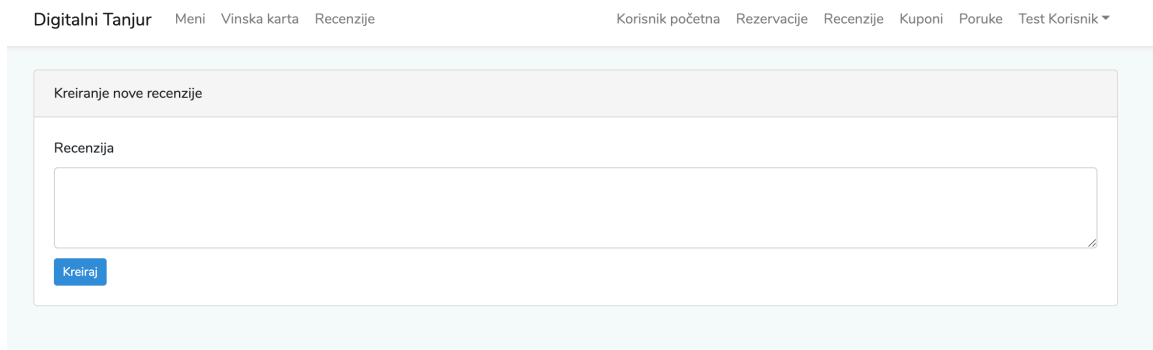 Digitalni Tanjur Meni Vinska karta Recenzije Korisnik početna Rezervacije Recenzije Kuponi Poruke Test Korisnik
Kreiranje nove recenzije
Recenzija
Kreiraj